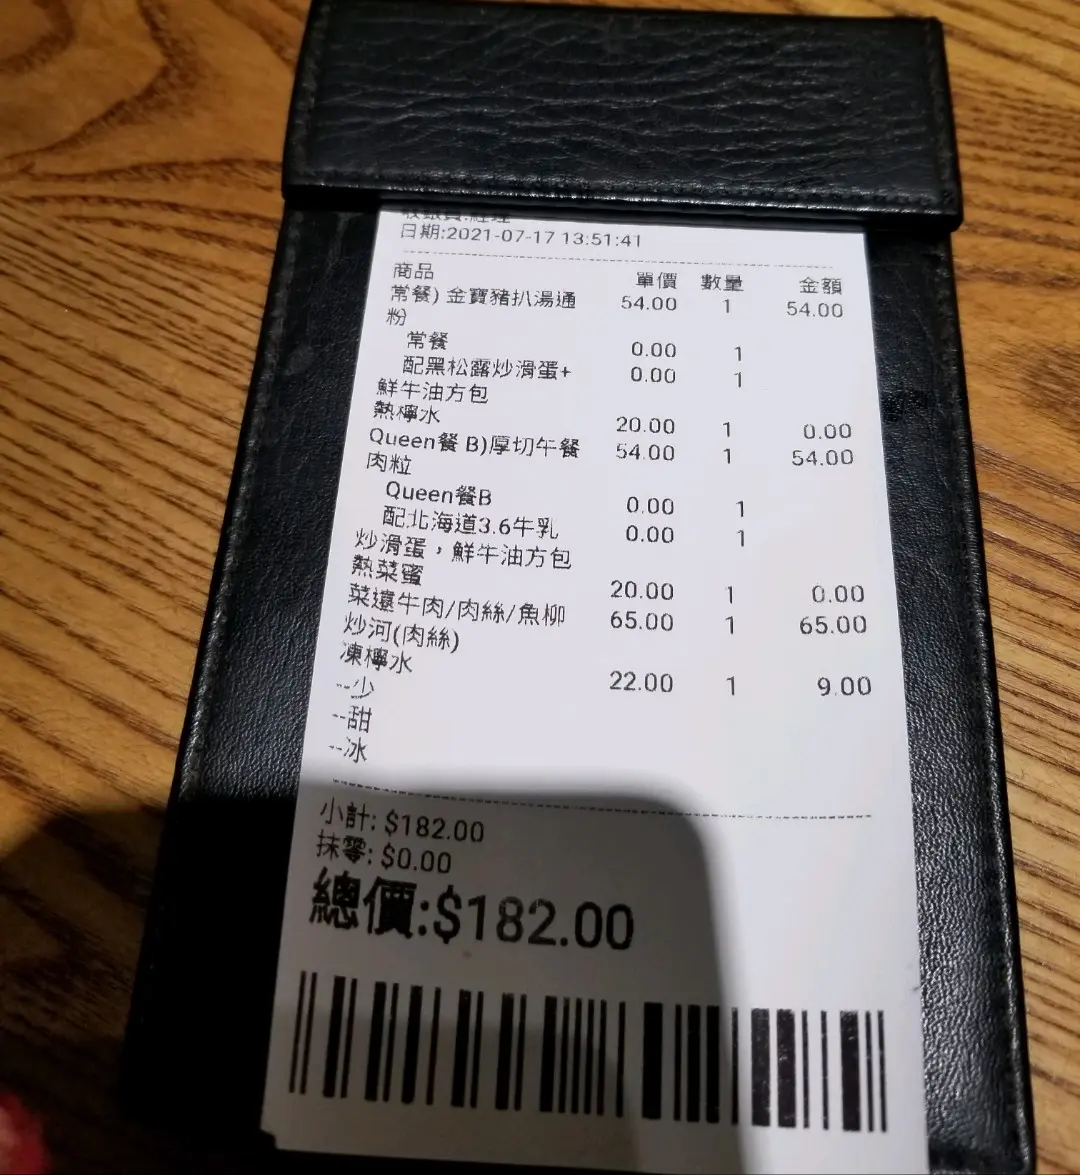 日期:2021-07-17 13:51:41
商品 單價 數量 金額
常餐) 金寶豬扒湯通 54.00 1 54.00
粉
常餐 0.00 1
配黑松露炒滑蛋+ 0.00 1
鮮牛油方包
熱檸水 20.00 1 0.00
Queen餐 B)厚切午餐 54.00 1 54.00
肉粒
Queen餐B 0.00 1
配北海道3.6牛乳 0.00 1
炒滑蛋，鮮牛油方包
熱菜蜜 20.00 1 0.00
菜遠牛肉/肉絲/魚柳 65.00 1 65.00
炒河(肉絲)
凍檸水 22.00 1 9.00
--少
--甜
--冰
小計: $182.00
抹零: $0.00
總價:$182.00